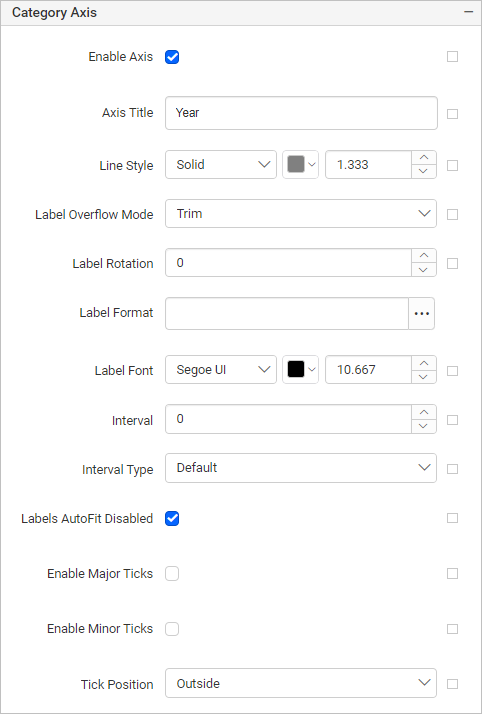 Category Axis
Enable Axis
Axis Title Year
Line Style Solid 1.333
Label Overflow Mode Trim
Label Rotation 0
Label Format ...
Label Font Segoe UI 10.667
Interval 0
Interval Type Default
Labels AutoFit Disabled
Enable Major Ticks
Enable Minor Ticks
Tick Position Outside